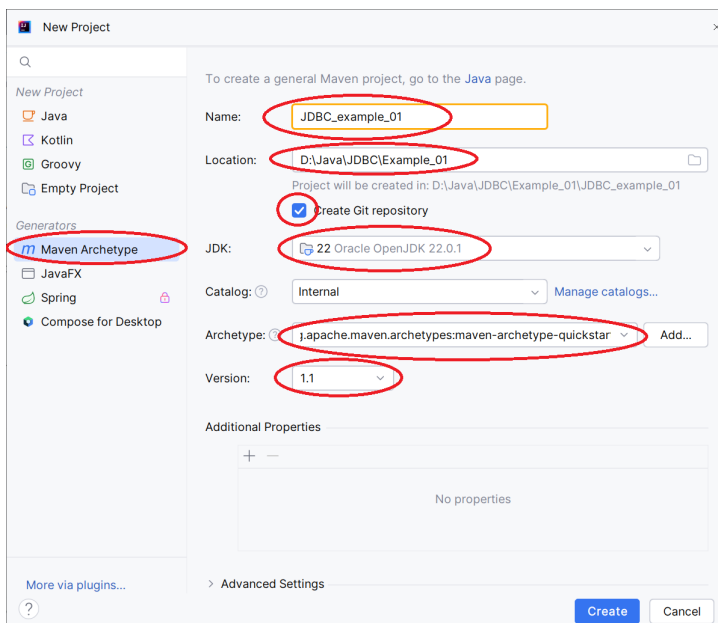 New Project
New Project
Java
Kotlin
Groovy
Empty Project
Generators
Maven Archetype
JavaFX
Spring
Compose for Desktop
More via plugins...
?
To create a general Maven project, go to the Java page.
Name: JDBC_example_01
Location: D:\Java\JDBC\Example_01
Project will be created in: D:\Java\JDBC\Example_01\JDBC_example_01
Create Git repository
JDK: 22 Oracle OpenJDK 22.0.1
Catalog: ? Internal Manage catalogs...
Archetype: ? .apache.maven.archetypes:maven-archetype-quickstar Add...
Version: 1.1
Additional Properties
No properties
Advanced Settings
Create Cancel